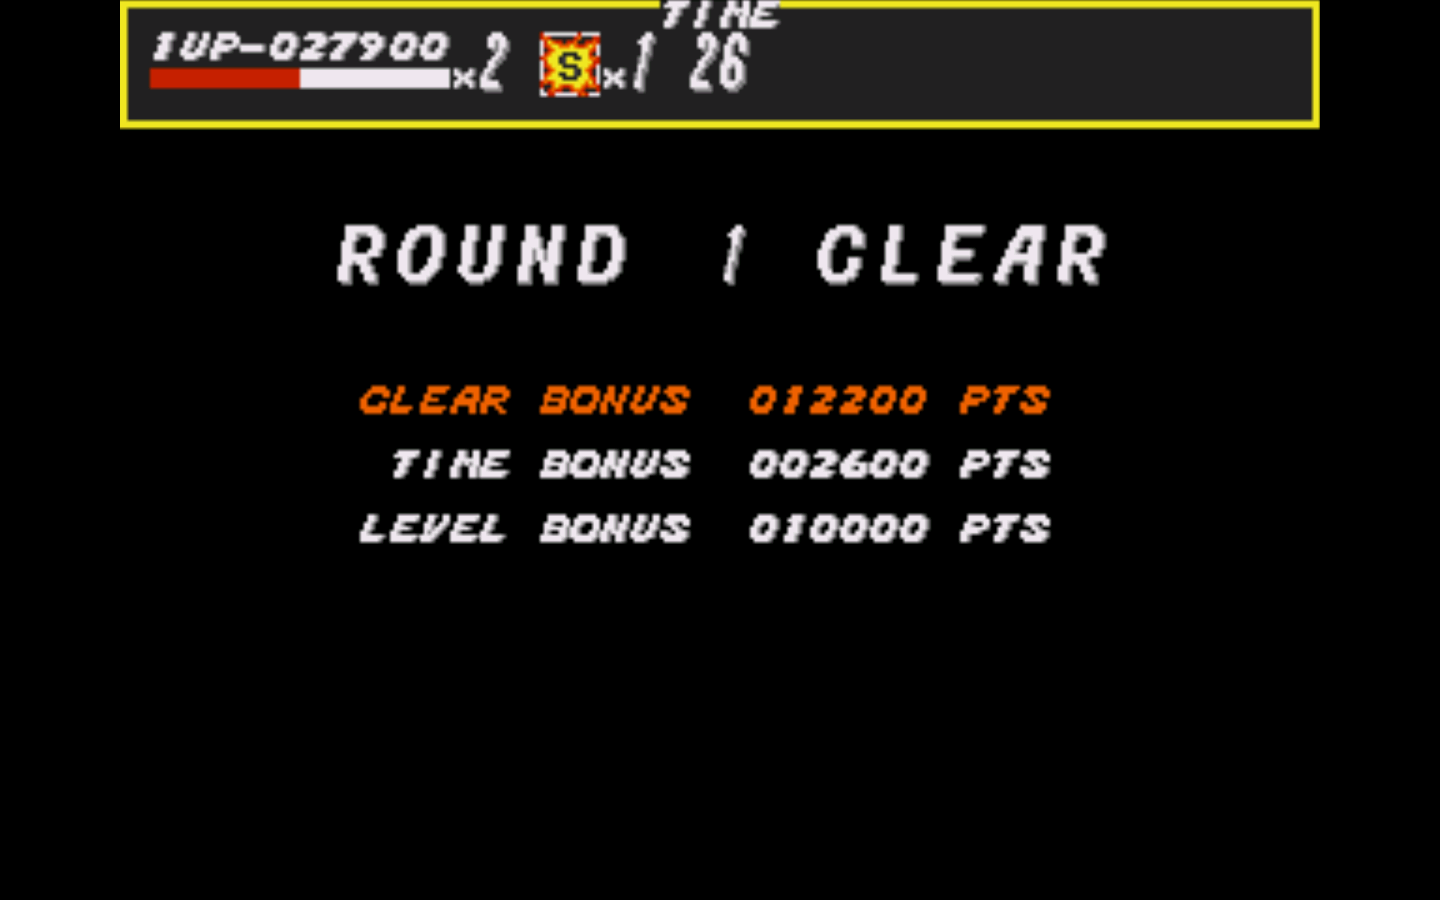 TIME
1UP-027900 ×2 S ×1 26
ROUND 1 CLEAR
CLEAR BONUS 012200 PTS
TIME BONUS 002600 PTS
LEVEL BONUS 010000 PTS